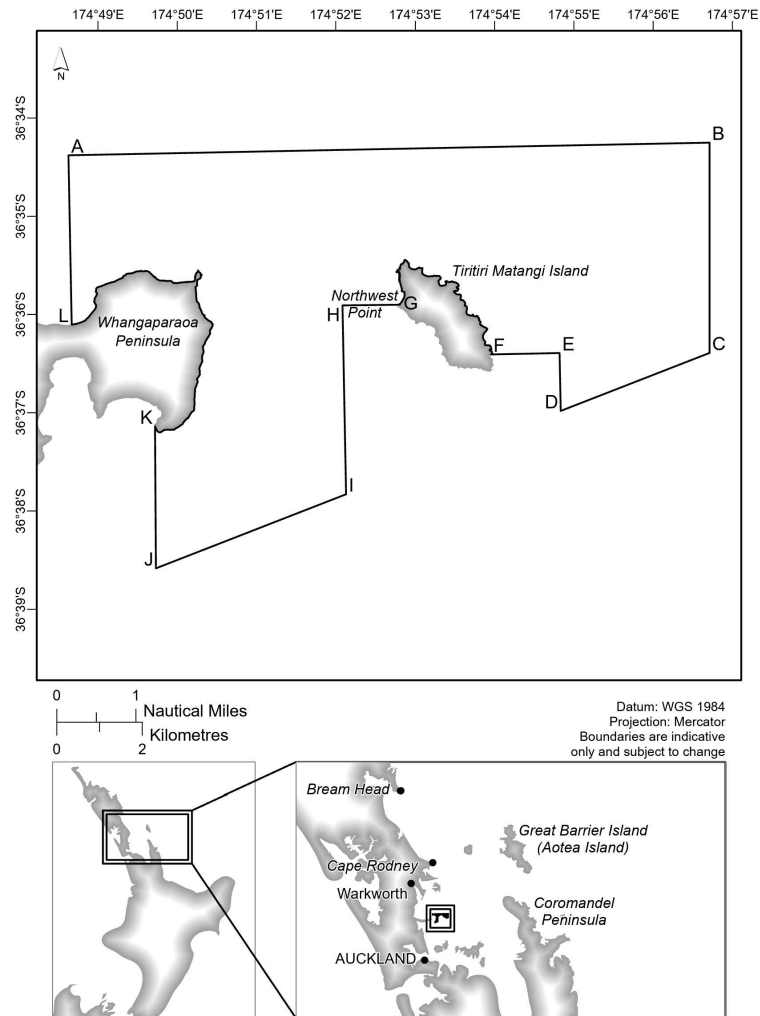 174°49'E 174°50'E 174°51'E 174°52'E 174°53'E 174°54'E 174°55'E 174°56'E 174°57'E
N
36°34'S
A
B
36°35'S
Tiritiri Matangi Island
Northwest
Point
G
H
36°36'S
L
Whangaparaoa
Peninsula
F
E
C
D
36°37'S
K
I
36°38'S
J
36°39'S
0 1
Nautical Miles
Kilometres
0 2
Datum: WGS 1984
Projection: Mercator
Boundaries are indicative
only and subject to change
Bream Head
Great Barrier Island
(Aotea Island)
Cape Rodney
Warkworth
Coromandel
Peninsula
AUCKLAND